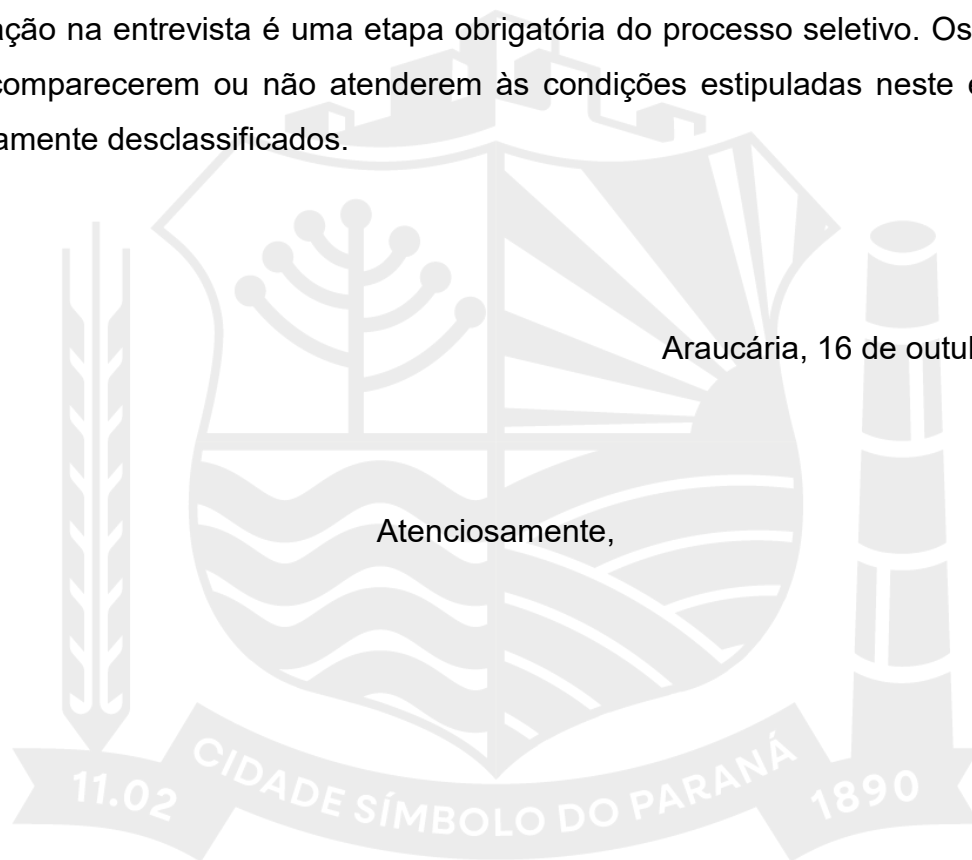 ação na entrevista é uma etapa obrigatória do processo seletivo. Os
comparecerem ou não atenderem às condições estipuladas neste e
amente desclassificados.
Araucária, 16 de outu
Atenciosamente,
11.02 CIDADE SÍMBOLO DO PARANÁ 1890